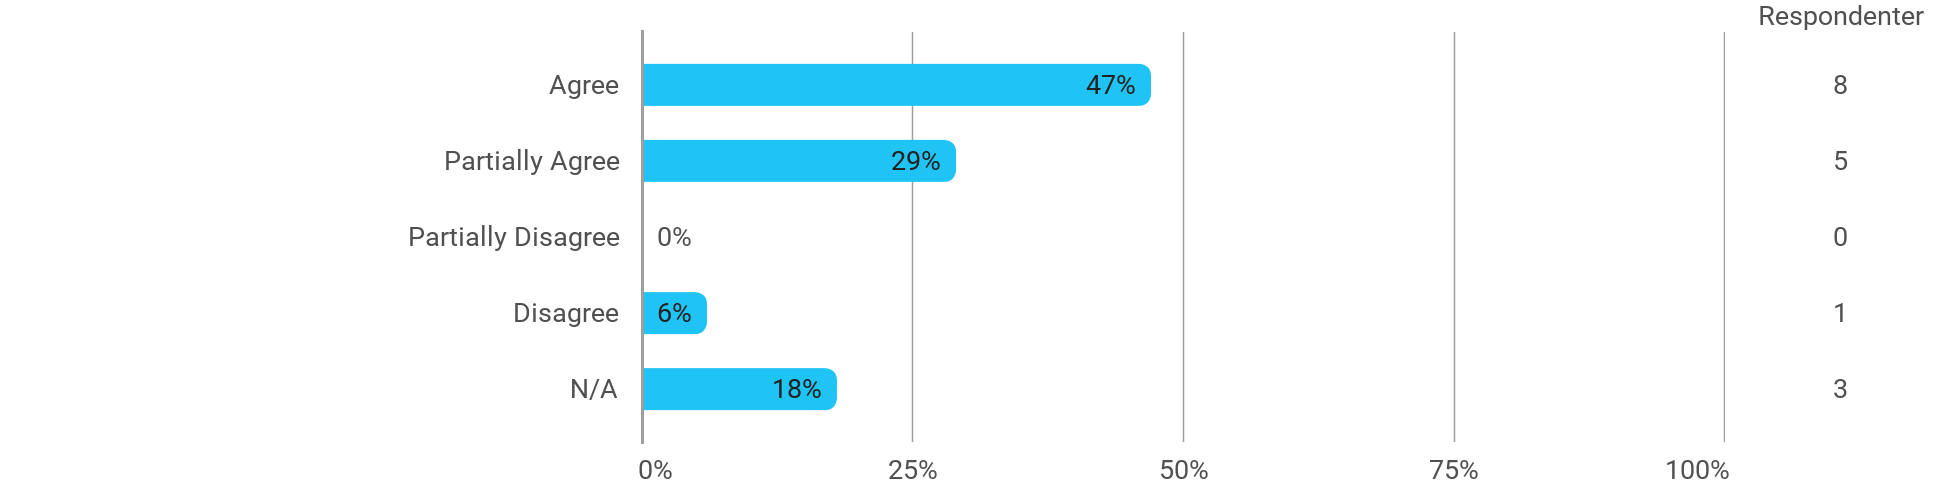 Respondenter
Agree 47% 8
Partially Agree 29% 5
Partially Disagree 0% 0
Disagree 6% 1
N/A 18% 3
0% 25% 50% 75% 100%